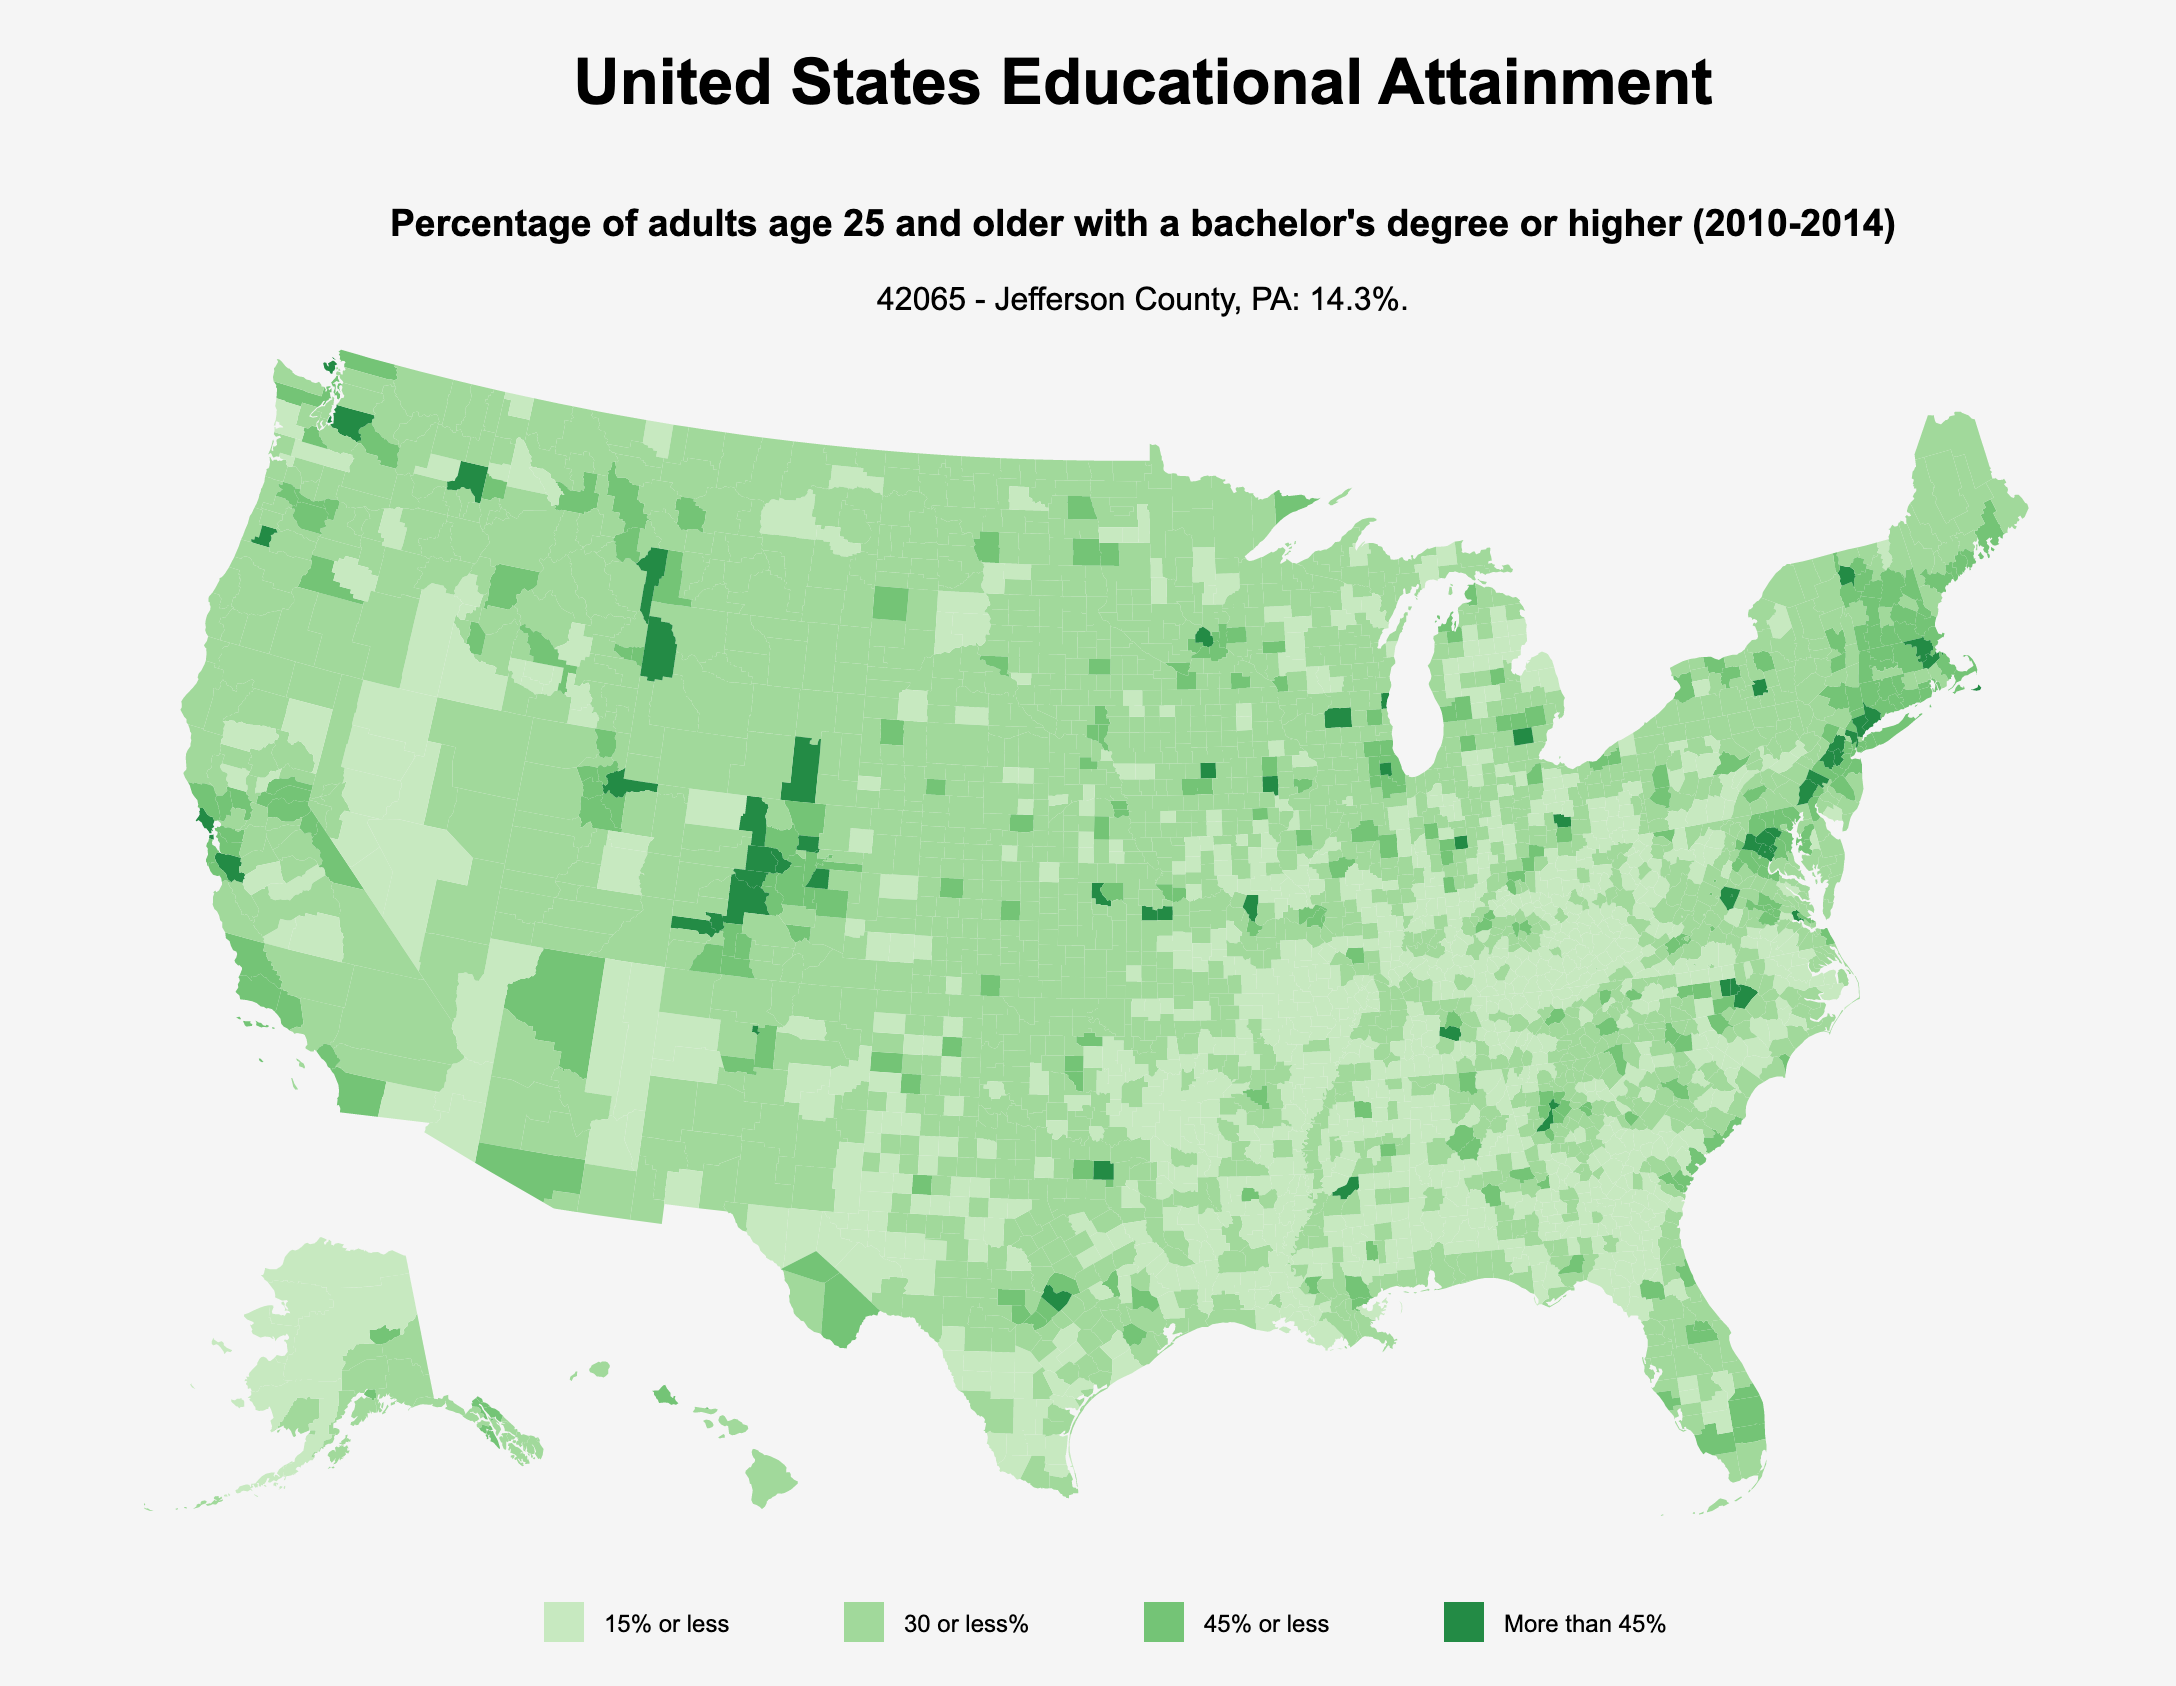 United States Educational Attainment
Percentage of adults age 25 and older with a bachelor's degree or higher (2010-2014)
42065 - Jefferson County, PA: 14.3%.
15% or less
30 or less%
45% or less
More than 45%